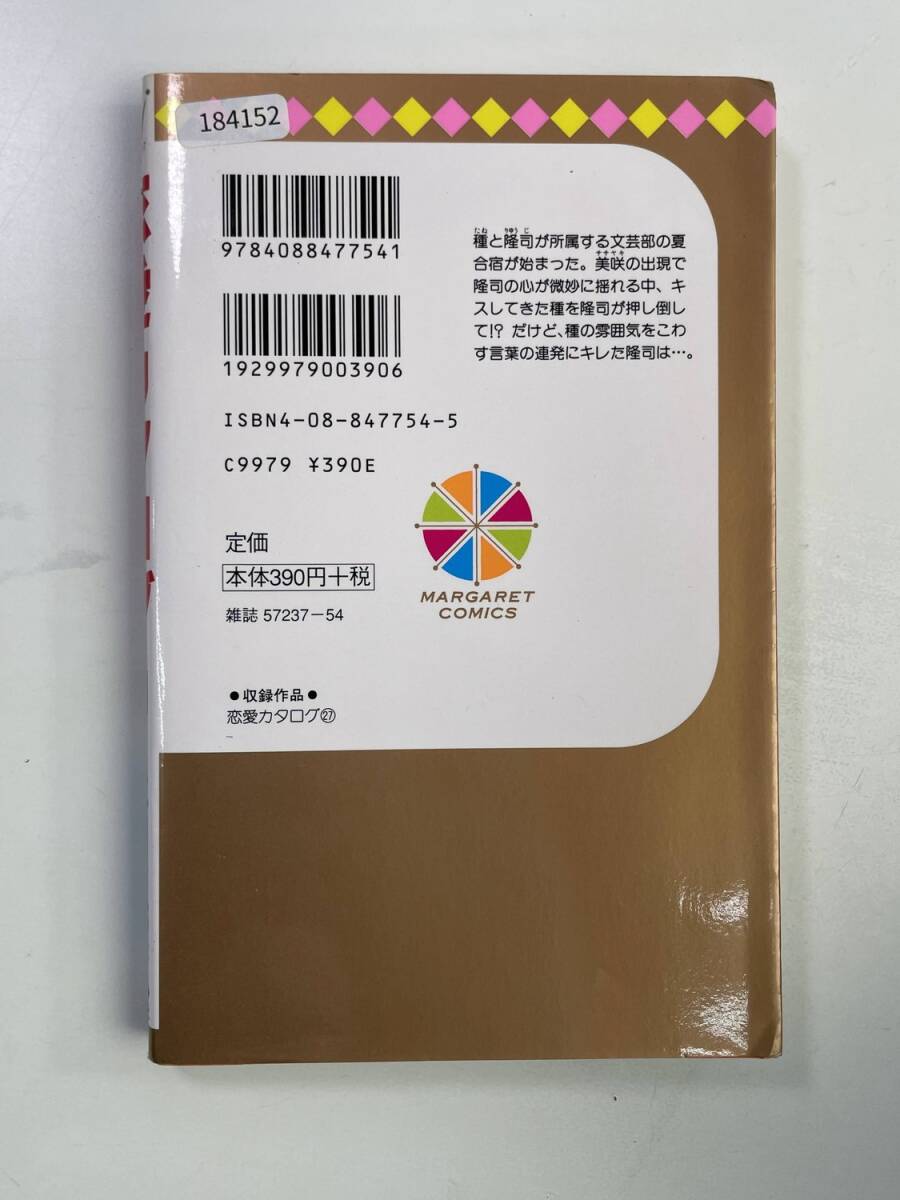 184152
9784088477541
1929979003906
ISBN4-08-847754-5
C9979 ¥390E
定価
本体390円+税
雑誌 57237-54
●収録作品●
恋愛カタログ㉗
種と隆司が所属する文芸部の夏
合宿が始まった。美咲の出現で
隆司の心が微妙に揺れる中、キ
スしてきた種を隆司が押し倒し
て!? だけど、種の雰囲気をこわ
す言葉の連発にキレた隆司は…。
MARGARET
COMICS